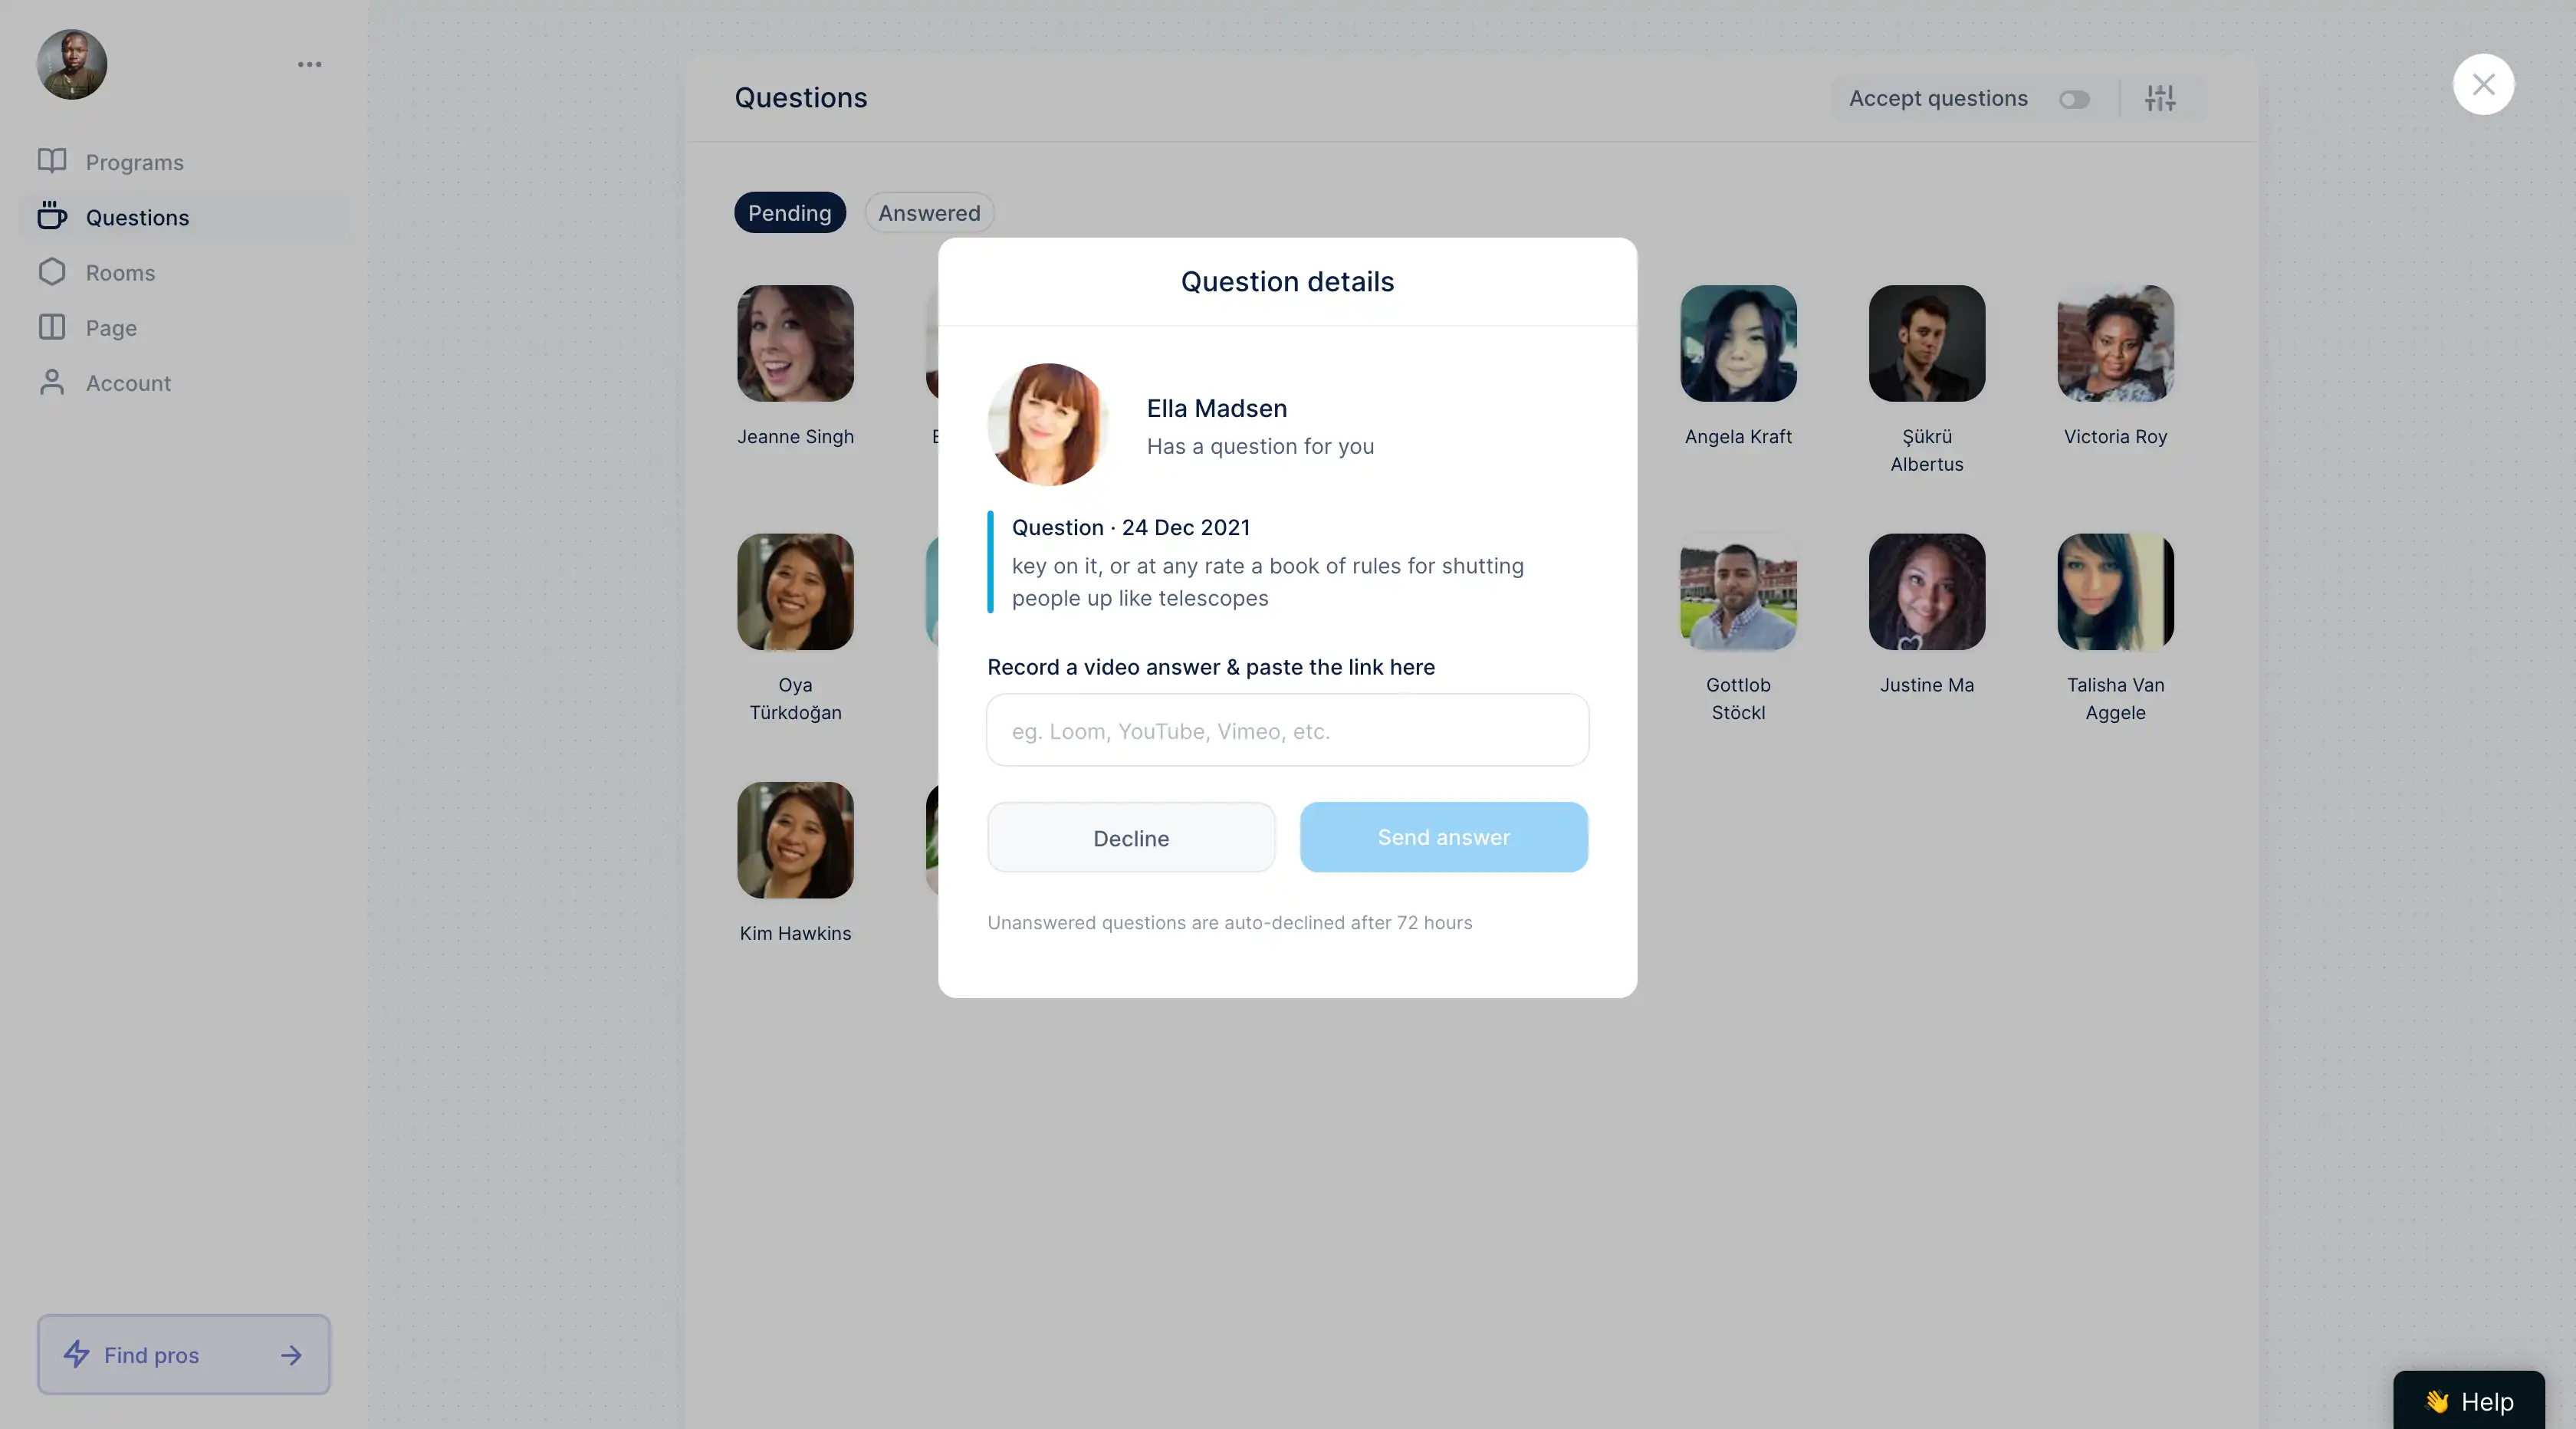 Programs
Questions
Rooms
Page
Account
Find pros
Questions
Accept questions
Pending
Answered
Jeanne Singh
Angela Kraft
Şükrü
Albertus
Victoria Roy
Oya
Türkdoğan
Gottlob
Stöckl
Justine Ma
Talisha Van
Aggele
Kim Hawkins
Question details
Ella Madsen
Has a question for you
Question · 24 Dec 2021
key on it, or at any rate a book of rules for shutting
people up like telescopes
Record a video answer & paste the link here
eg. Loom, YouTube, Vimeo, etc.
Decline
Send answer
Unanswered questions are auto-declined after 72 hours
👋 Help